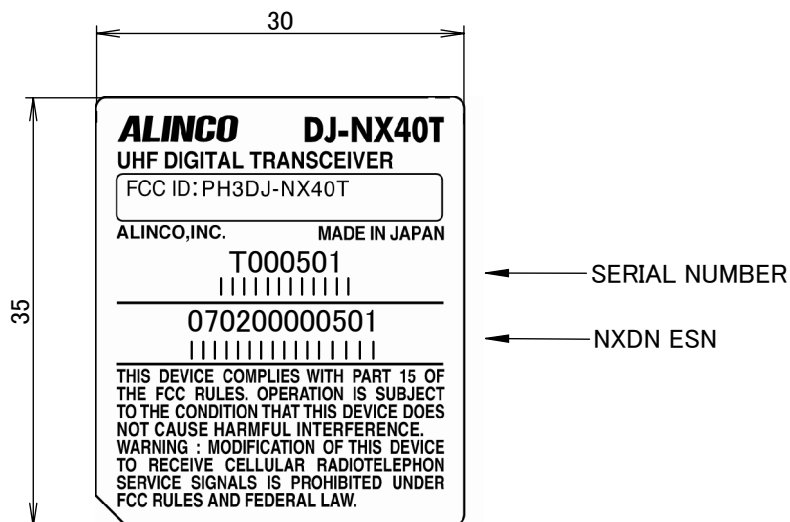 30
ALINCO DJ-NX40T
UHF DIGITAL TRANSCEIVER
FCC ID: PH3DJ-NX40T
ALINCO,INC. MADE IN JAPAN
T000501
SERIAL NUMBER
35
070200000501
NXDN ESN
THIS DEVICE COMPLIES WITH PART 15 OF
THE FCC RULES. OPERATION IS SUBJECT
TO THE CONDITION THAT THIS DEVICE DOES
NOT CAUSE HARMFUL INTERFERENCE.
WARNING : MODIFICATION OF THIS DEVICE
TO RECEIVE CELLULAR RADIOTELEPHON
SERVICE SIGNALS IS PROHIBITED UNDER
FCC RULES AND FEDERAL LAW.